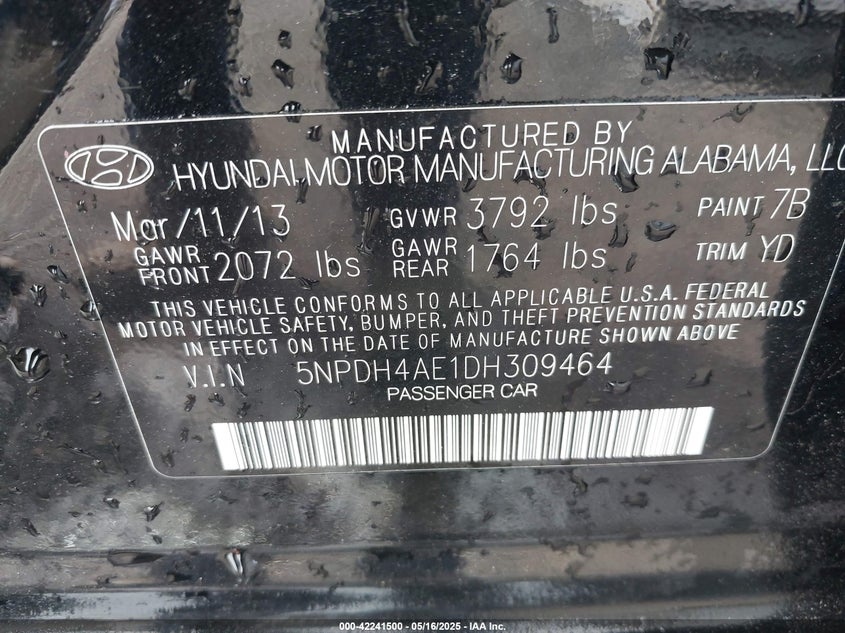 MANUFACTURED BY
HYUNDAI MOTOR MANUFACTURING ALABAMA, LLC
Mar/11/13 GVWR 3792 lbs PAINT 7B
GAWR FRONT 2072 lbs GAWR REAR 1764 lbs TRIM YD
THIS VEHICLE CONFORMS TO ALL APPLICABLE U.S.A. FEDERAL
MOTOR VEHICLE SAFETY, BUMPER, AND THEFT PREVENTION STANDARDS
IN EFFECT ON THE DATE OF MANUFACTURE SHOWN ABOVE
V.I.N 5NPDH4AE1DH309464
PASSENGER CAR
000-42241500 — 05/16/2025 — IAA Inc.